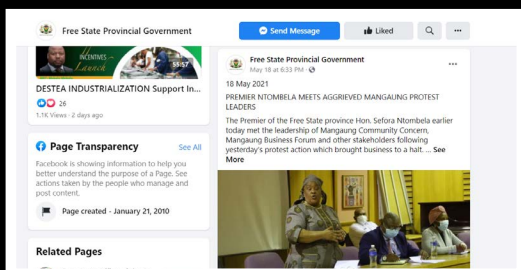 Free State Provincial Government
Send Message
Liked
INCENTIVES
Launch
55:57
DESTEA INDUSTRIALIZATION Support In...
26
1.1K Views · 2 days ago
Page Transparency
See All
Facebook is showing information to help you
better understand the purpose of a Page. See
actions taken by the people who manage and
post content.
Page created - January 21, 2010
Related Pages
Free State Provincial Government
May 18 at 6:33 PM ·
18 May 2021
PREMIER NTOMBELA MEETS AGGRIEVED MANGAUNG PROTEST
LEADERS
The Premier of the Free State province Hon. Sefora Ntombela earlier
today met the leadership of Mangaung Community Concern,
Mangaung Business Forum and other stakeholders following
yesterday's protest action which brought business to a halt. ... See
More